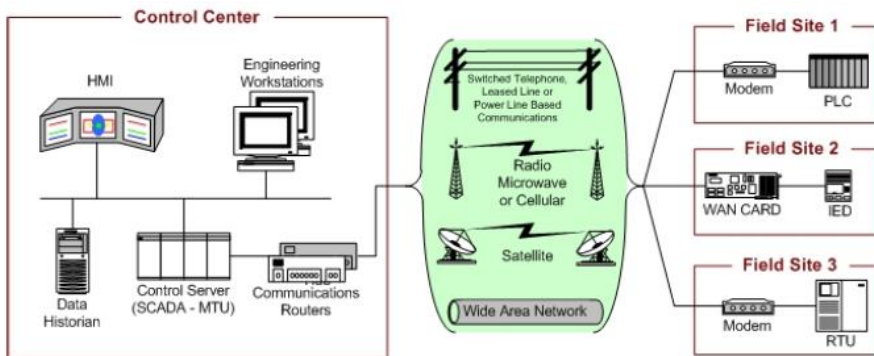 Control Center
HMI
Engineering
Workstations
Data
Historian
Control Server
(SCADA - MTU)
Communications
Routers
Switched Telephone,
Leased Line or
Power Line Based
Communications
Radio
Microwave
or Cellular
Satellite
Wide Area Network
Field Site 1
Modem
PLC
Field Site 2
WAN CARD
IED
Field Site 3
Modem
RTU